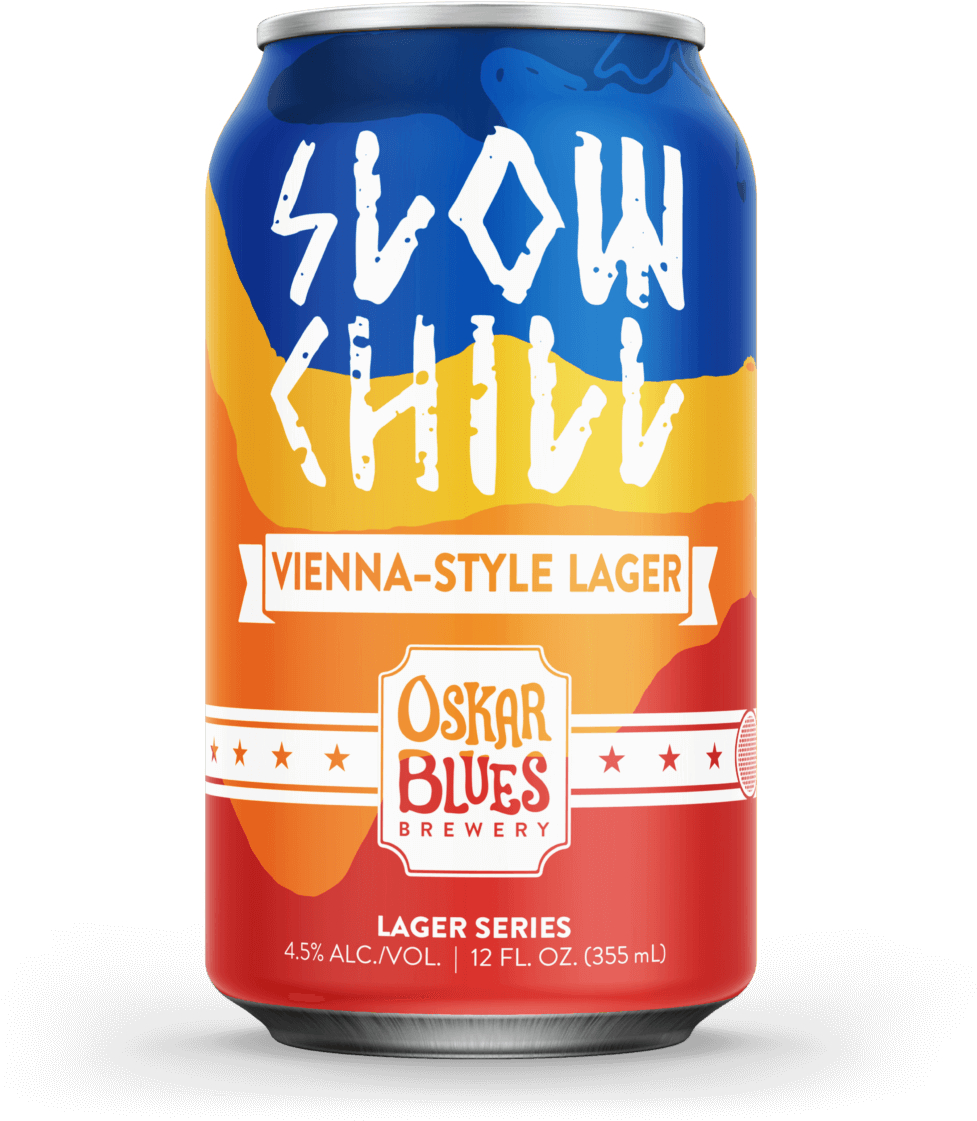 SLOW
CHILL
VIENNA-STYLE LAGER
OSKAR
BLUES
BREWERY
LAGER SERIES
4.5% ALC./VOL. | 12 FL. OZ. (355 mL)